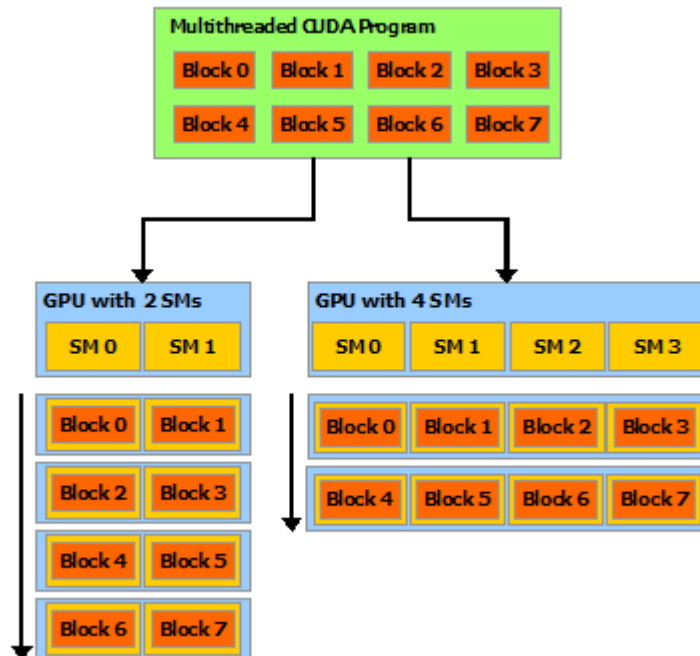 Multithreaded CUDA Program
Block 0 Block 1 Block 2 Block 3
Block 4 Block 5 Block 6 Block 7
GPU with 2 SMs
SM 0 SM 1
Block 0 Block 1
Block 2 Block 3
Block 4 Block 5
Block 6 Block 7
GPU with 4 SMs
SM 0 SM 1 SM 2 SM 3
Block 0 Block 1 Block 2 Block 3
Block 4 Block 5 Block 6 Block 7